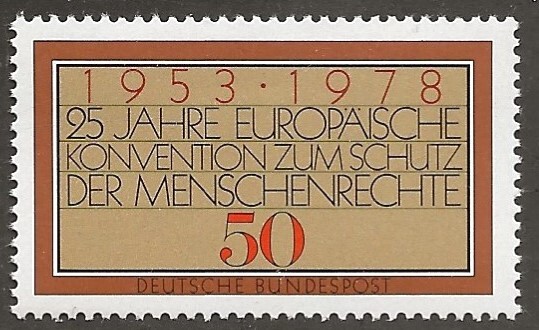 1953·1978
25 JAHRE EUROPÄISCHE
KONVENTION ZUM SCHUTZ
DER MENSCHENRECHTE
50
DEUTSCHE BUNDESPOST